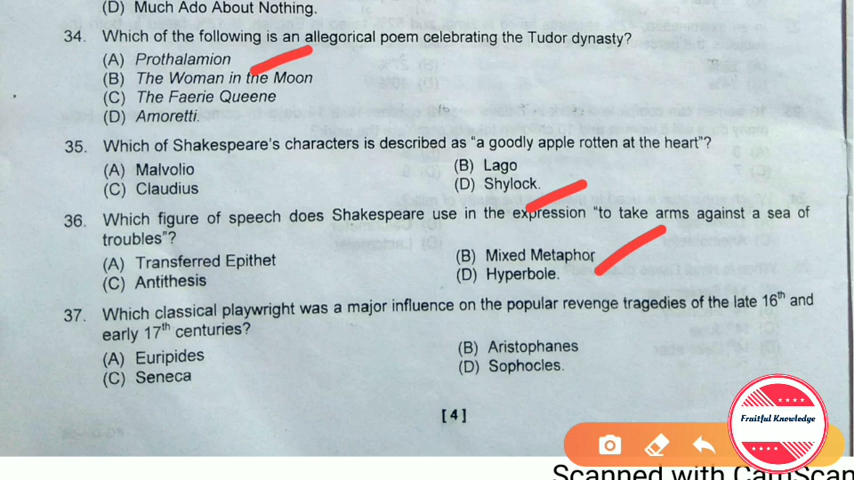 (D) Much Ado About Nothing.
34. Which of the following is an allegorical poem celebrating the Tudor dynasty?
(A) Prothalamion
(B) The Woman in the Moon
(C) The Faerie Queene
(D) Amoretti.
35. Which of Shakespeare's characters is described as "a goodly apple rotten at the heart"?
(A) Malvolio (B) Lago
(C) Claudius (D) Shylock.
36. Which figure of speech does Shakespeare use in the expression "to take arms against a sea of
troubles"?
(A) Transferred Epithet (B) Mixed Metaphor
(C) Antithesis (D) Hyperbole.
37. Which classical playwright was a major influence on the popular revenge tragedies of the late 16th and
early 17th centuries?
(A) Euripides (B) Aristophanes
(C) Seneca (D) Sophocles.
[4]
Fruitful Knowledge
Scanned with CamScan